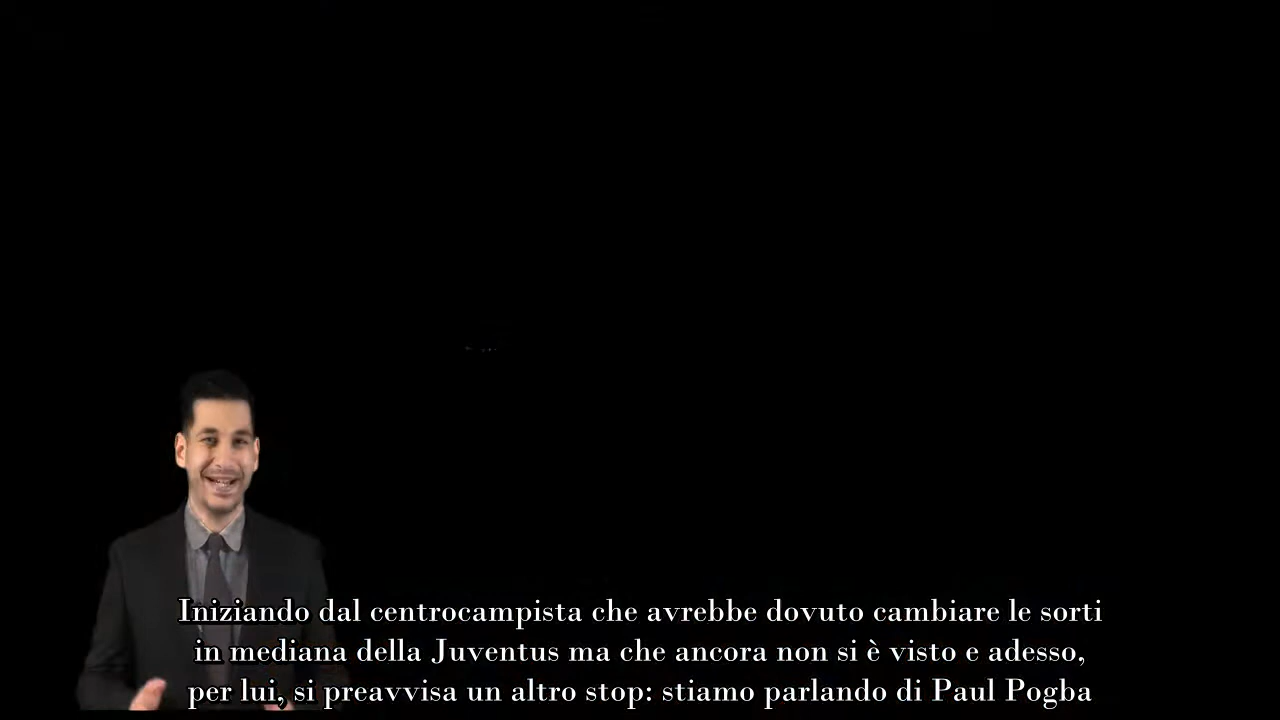 Iniziando dal centrocampista che avrebbe dovuto cambiare le sorti
in mediana della Juventus ma che ancora non si è visto e adesso,
per lui, si preavvisa un altro stop: stiamo parlando di Paul Pogba